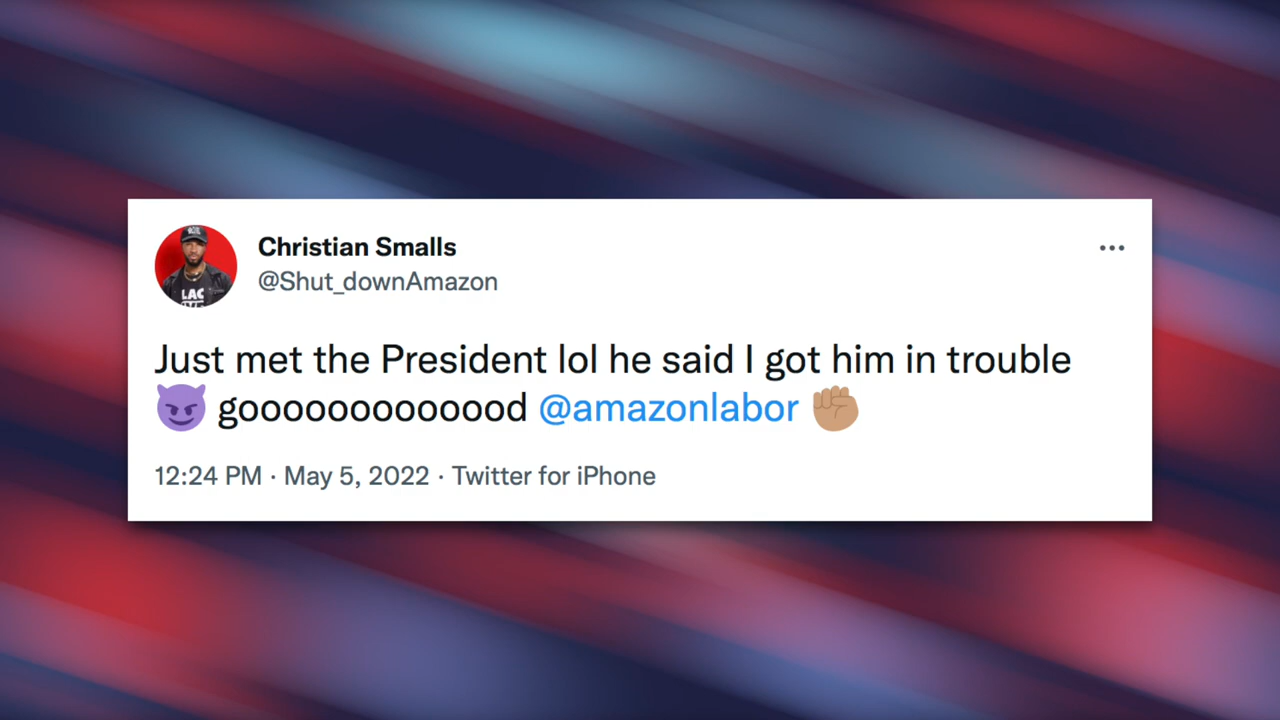 Christian Smalls
@Shut_downAmazon
Just met the President lol he said I got him in trouble
😈 gooooooooooood @amazonlabor ✊🏽
12:24 PM · May 5, 2022 · Twitter for iPhone